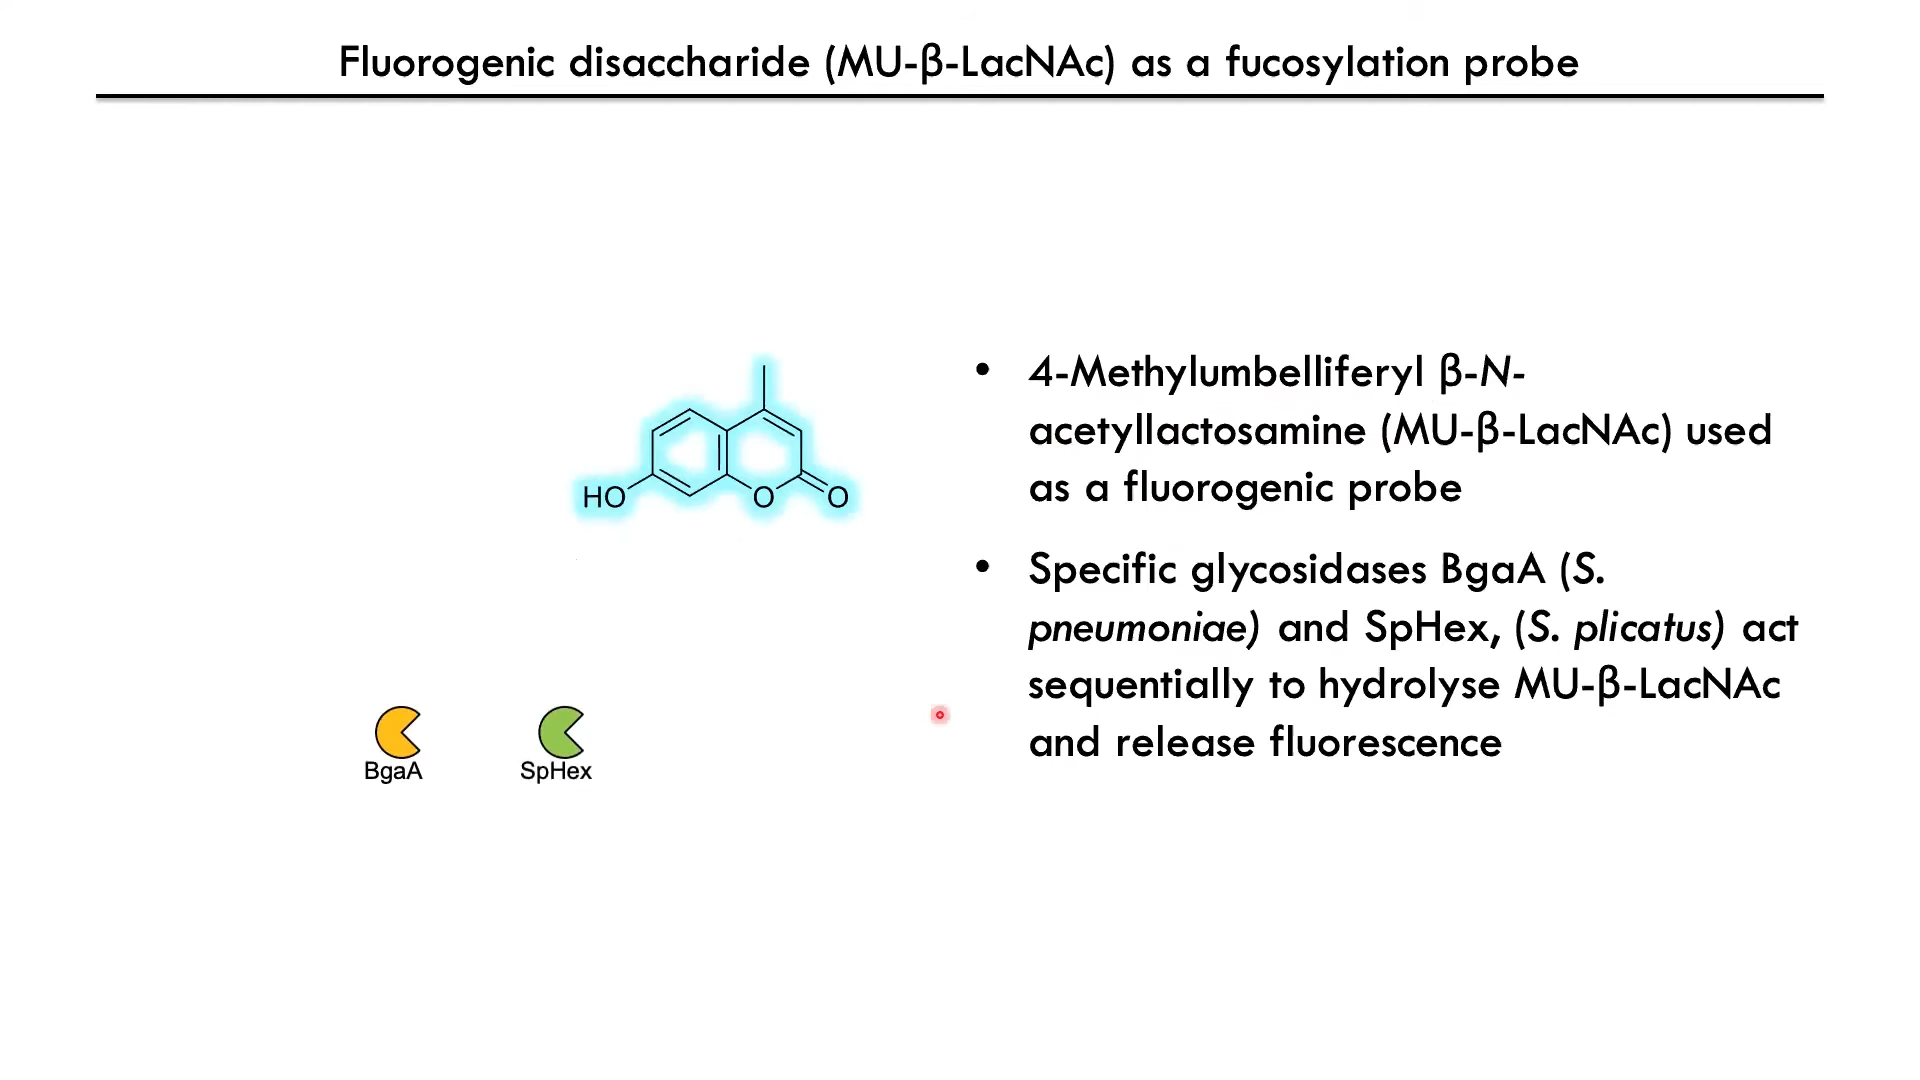 Fluorogenic disaccharide (MU-β-LacNAc) as a fucosylation probe
HO
O
O
BgaA
SpHex
• 4-Methylumbelliferyl β-N-
acetyllactosamine (MU-β-LacNAc) used
as a fluorogenic probe
• Specific glycosidases BgaA (S.
pneumoniae) and SpHex, (S. plicatus) act
sequentially to hydrolyse MU-β-LacNAc
and release fluorescence